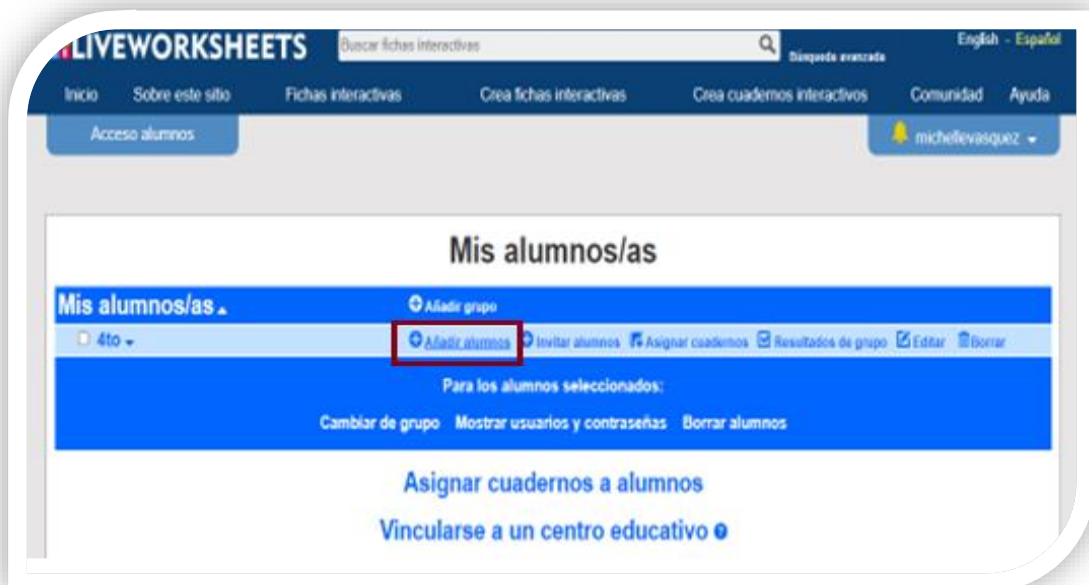 LIVEWORKSHEETS
Buscar fichas interactivas
Búsqueda avanzada
English - Español
Inicio Sobre este sitio Fichas interactivas Crea fichas interactivas Crea cuadernos interactivos Comunidad Ayuda
Acceso alumnos
michellevasquez
Mis alumnos/as
Mis alumnos/as Añadir grupo
4to Añadir alumnos Invitar alumnos Asignar cuadernos Resultados de grupo Editar Borrar
Para los alumnos seleccionados:
Cambiar de grupo Mostrar usuarios y contraseñas Borrar alumnos
Asignar cuadernos a alumnos
Vincularse a un centro educativo